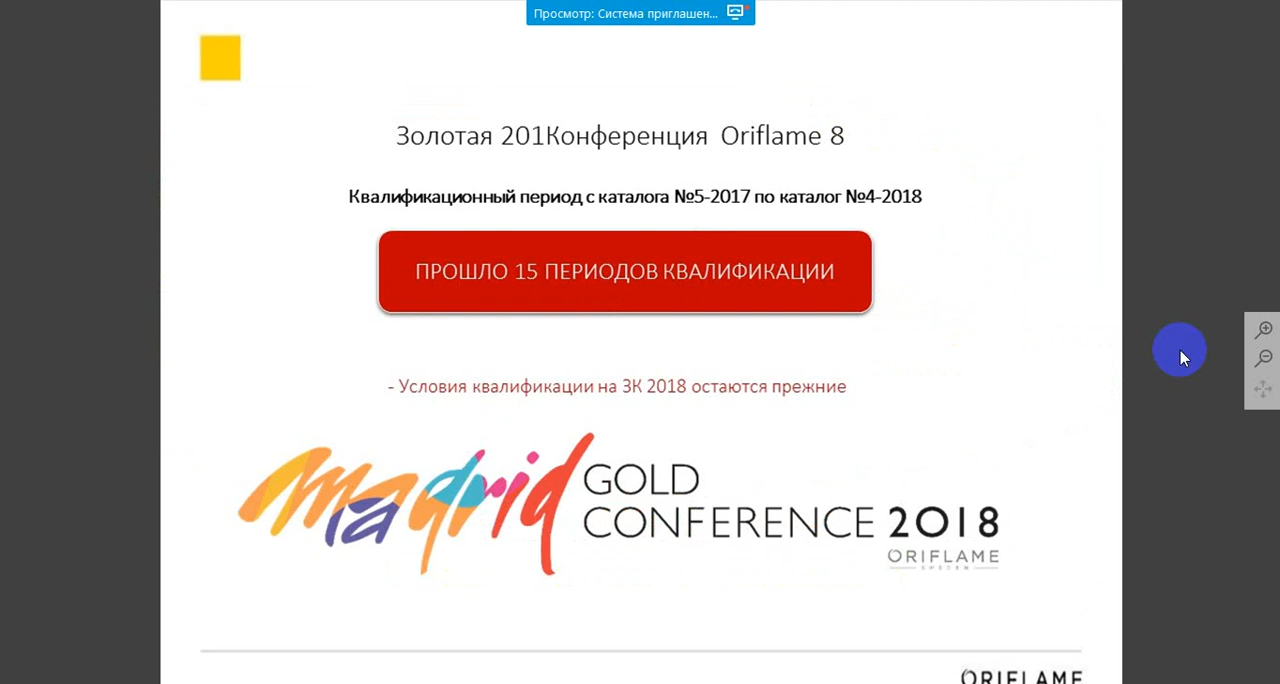 Просмотр: Система приглашен...
Золотая 201Конференция Oriflame 8
Квалификационный период с каталога №5-2017 по каталог №4-2018
ПРОШЛО 15 ПЕРИОДОВ КВАЛИФИКАЦИИ
- Условия квалификации на ЗК 2018 остаются прежние
madrid GOLD
CONFERENCE 2018
ORIFLAME
SWEDEN
ORIFLAME